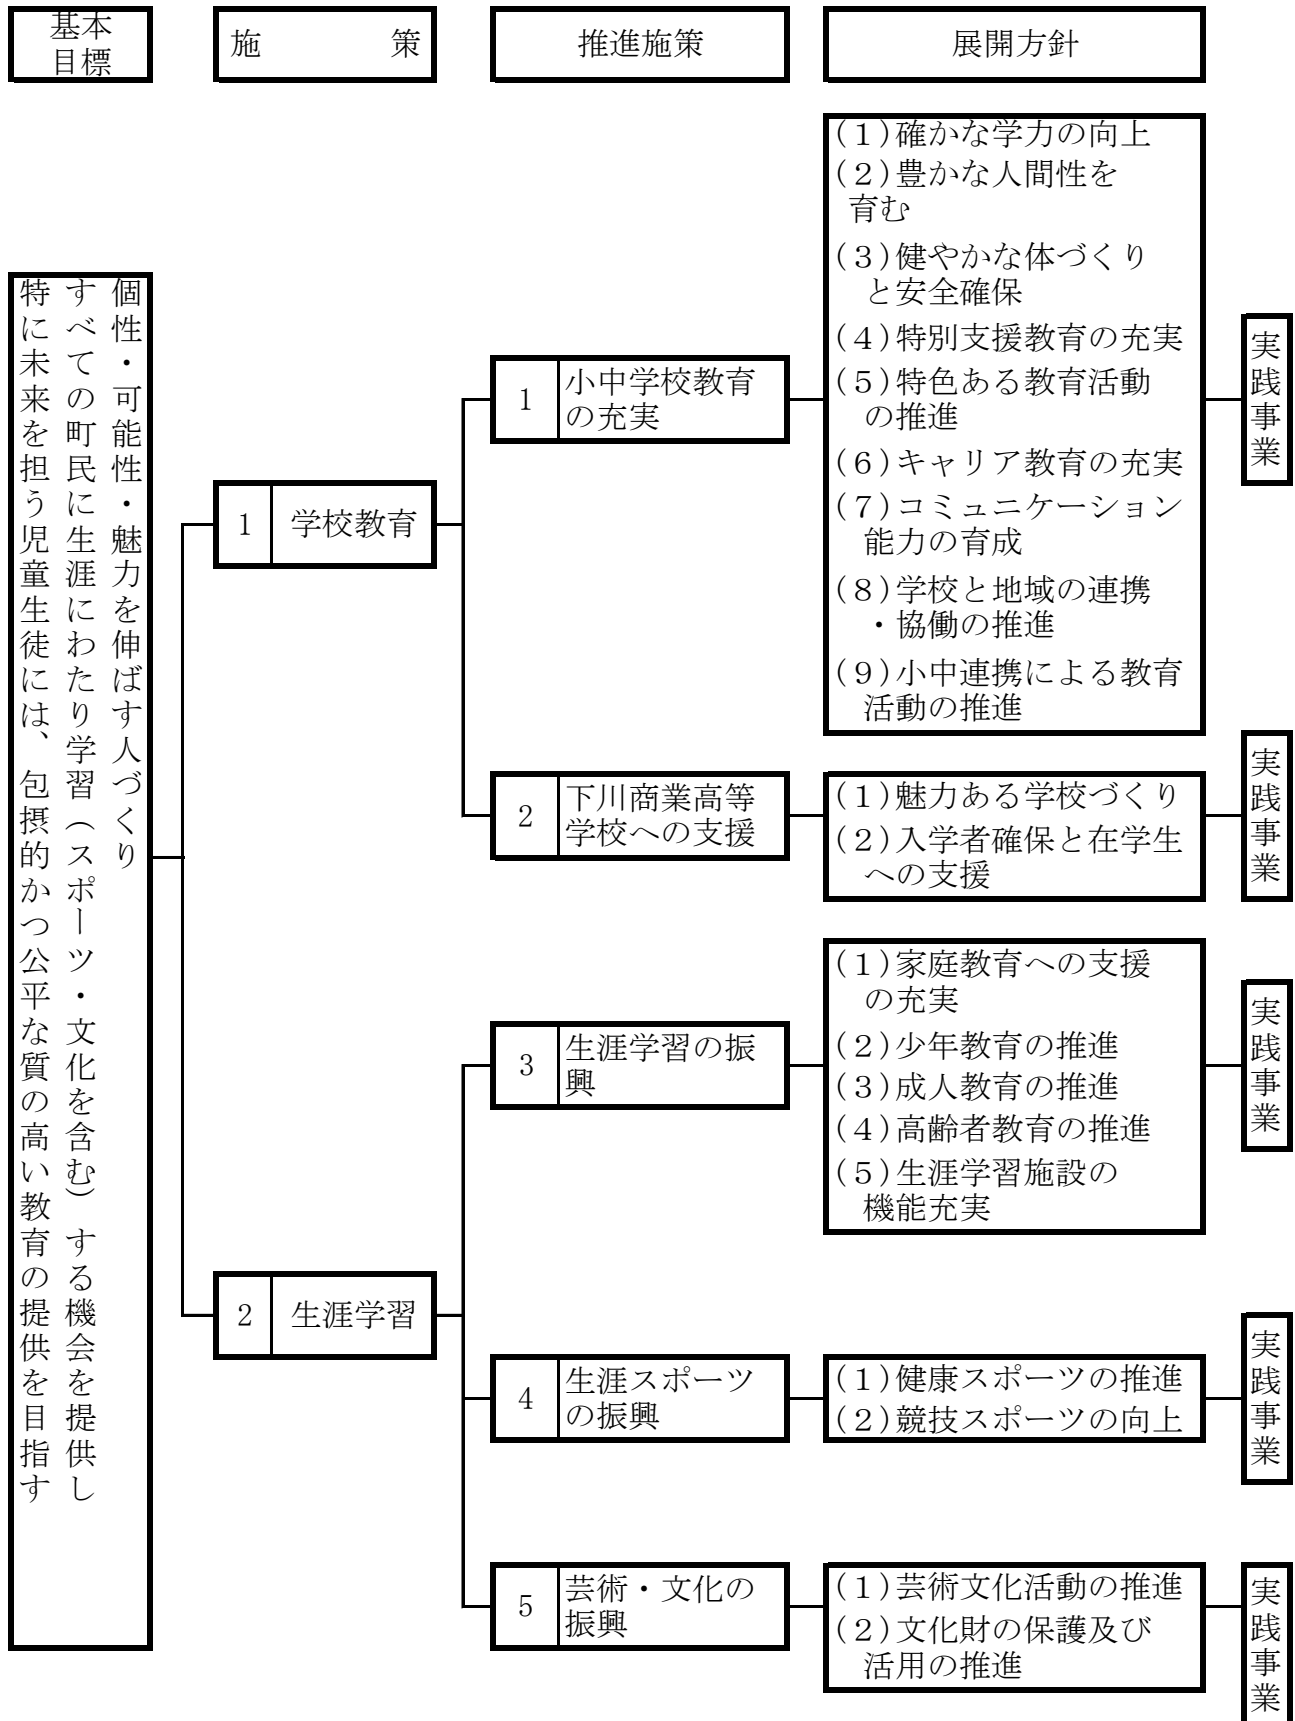 基本
目標
施　　　　策
推進施策
展開方針
個性・可能性・魅力を伸ばす人づくり
すべての町民に生涯にわたり学習（スポーツ・文化を含む）する機会を提供し
特に未来を担う児童生徒には、包摂的かつ公平な質の高い教育の提供を目指す
1 学校教育
1 小中学校教育
の充実
(１)確かな学力の向上
(２)豊かな人間性を
育む
(３)健やかな体づくり
と安全確保
(４)特別支援教育の充実
(５)特色ある教育活動
の推進
(６)キャリア教育の充実
(７)コミュニケーション
能力の育成
(８)学校と地域の連携
・協働の推進
(９)小中連携による教育
活動の推進
実践事業
2 下川商業高等
学校への支援
(１)魅力ある学校づくり
(２)入学者確保と在学生
への支援
実践事業
2 生涯学習
3 生涯学習の振
興
(１)家庭教育への支援
の充実
(２)少年教育の推進
(３)成人教育の推進
(４)高齢者教育の推進
(５)生涯学習施設の
機能充実
実践事業
4 生涯スポーツ
の振興
(１)健康スポーツの推進
(２)競技スポーツの向上
実践事業
5 芸術・文化の
振興
(１)芸術文化活動の推進
(２)文化財の保護及び
活用の推進
実践事業